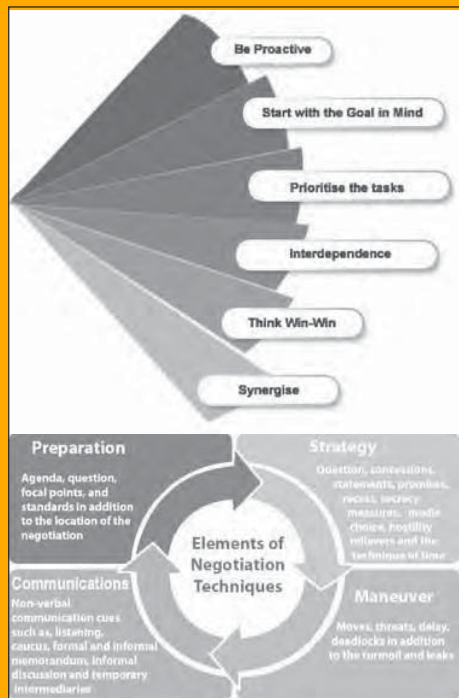 Be Proactive
Start with the Goal in Mind
Prioritise the tasks
Interdependence
Think Win-Win
Synergise
Preparation
Agenda, question,
focal points, and
standards in addition
to the location of the
negotiation
Strategy
Question, concessions,
statements, promises,
recess, secrecy
measures, media
choice, hostility
relievers and the
technique of time
Elements of
Negotiation
Techniques
Communications
Non-verbal
communication cues
such as, listening,
caucus, formal and informal
memorandum, informal
discussion and temporary
intermediaries
Maneuver
Moves, threats, delay,
deadlocks in addition
to the turmoil and leaks